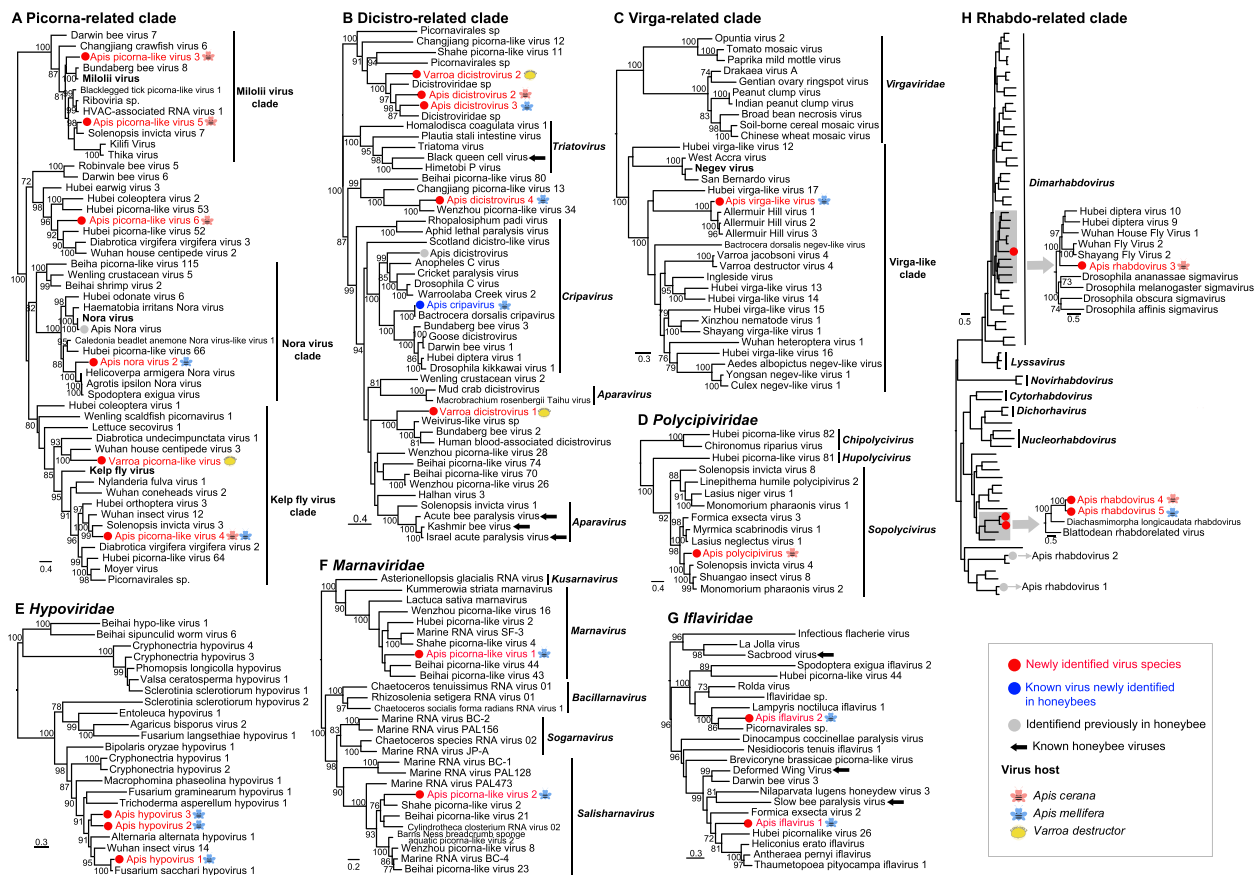 A Picorna-related clade
Darwin bee virus 7
Changjiang crawfish virus 6
Apis picorna-like virus 3
Bundaberg bee virus 8
Milolii virus
Blacklegged tick picorna-like virus 1
Riboviria sp.
HVAC-associated RNA virus 1
Apis picorna-like virus 5
Solenopsis invicta virus 7
Kilifi Virus
Thika virus
Milolii virus
clade
Robinvale bee virus 5
Darwin bee virus 6
Hubei earwig virus 3
Hubei coleoptera virus 2
Hubei picorna-like virus 53
Apis picorna-like virus 6
Hubei picorna-like virus 52
Diabrotica virgifera virgifera virus 3
Wuhan house centipede virus 2
Beihai picorna-like virus 115
Wenling crustacean virus 5
Beihai shrimp virus 2
Hubei odonate virus 6
Haematobia irritans Nora virus
Nora virus
Apis Nora virus
Caledonia beadlet anemone Nora virus-like virus 1
Hubei picorna-like virus 66
Apis nora virus 2
Helicoverpa armigera Nora virus
Agrotis ipsilon Nora virus
Spodoptera exigua virus
Nora virus
clade
Hubei coleoptera virus 1
Wenling scaldfish picornavirus 1
Lettuce secovirus 1
Diabrotica undecimpunctata virus 1
Wuhan house centipede virus 3
Varroa picorna-like virus
Kelp fly virus
Nylanderia fulva virus 1
Wuhan coneheads virus 2
Hubei orthoptera virus 3
Wuhan insect virus 12
Solenopsis invicta virus 3
Apis picorna-like virus 4
Diabrotica virgifera virgifera virus 2
Hubei picorna-like virus 64
Moyer virus
Picornavirales sp.
Kelp fly virus
clade
0.4
B Dicistro-related clade
Picornavirales sp
Changjiang picorna-like virus 12
Shahe picorna-like virus 11
Picornavirales sp
Varroa dicistrovirus 2
Dicistroviridae sp
Apis dicistrovirus 2
Apis dicistrovirus 3
Dicistroviridae sp
Homalodisca coagulata virus 1
Plautia stali intestine virus
Triatoma virus
Black queen cell virus
Himetobi P virus
Triatovirus
Beihai picorna-like virus 80
Changjiang picorna-like virus 13
Apis dicistrovirus 4
Wenzhou picorna-like virus 34
Rhopalosiphum padi virus
Aphid lethal paralysis virus
Scotland dicistro-like virus
Apis dicistrovirus
Anopheles C virus
Cricket paralysis virus
Drosophila C virus
Warroolaba Creek virus 2
Apis cripavirus
Bactrocera dorsalis cripavirus
Bundaberg bee virus 3
Goose dicistrovirus
Darwin bee virus 1
Hubei diptera virus 1
Drosophila kikkawai virus 1
Cripavirus
Wenling crustacean virus 2
Mud crab dicistrovirus
Macrobrachium rosenbergii Taihu virus
Aparavirus
Varroa dicistrovirus 1
Weivirus-like virus sp
Bundaberg bee virus 2
Human blood-associated dicistrovirus
Wenzhou picorna-like virus 28
Beihai picorna-like virus 74
Beihai picorna-like virus 70
Wenzhou picorna-like virus 26
Halhan virus 3
Solenopsis invicta virus 1
Acute bee paralysis virus
Kashmir bee virus
Israel acute paralysis virus
Aparavirus
0.4
C Virga-related clade
Opuntia virus 2
Tomato mosaic virus
Paprika mild mottle virus
Drakaea virus A
Gentian ovary ringspot virus
Peanut clump virus
Indian peanut clump virus
Broad bean necrosis virus
Soil-borne cereal mosaic virus
Chinese wheat mosaic virus
Virgaviridae
Hubei virga-like virus 12
West Accra virus
Negev virus
San Bernardo virus
Hubei virga-like virus 17
Apis virga-like virus
Allermuir Hill virus 1
Allermuir Hill virus 2
Allermuir Hill virus 3
Bactrocera dorsalis negev-like virus
Varroa jacobsoni virus 4
Varroa destructor virus 4
Ingleside virus
Hubei virga-like virus 13
Hubei virga-like virus 14
Hubei virga-like virus 15
Xinzhou nematode virus 1
Shayang virga-like virus 1
Wuhan heteroptera virus 1
Hubei virga-like virus 16
Aedes albopictus negev-like virus
Yongsan negev-like virus 1
Culex negev-like virus 1
Virga-like
clade
0.3
D Polycipiviridae
Hubei picorna-like virus 82
Chironomus riparius virus
Chipolycivirus
Hubei picorna-like virus 81
Hupolycivirus
Solenopsis invicta virus 8
Linepithema humile polycipivirus 2
Lasius niger virus 1
Monomorium pharaonis virus 1
Formica exsecta virus 3
Myrmica scabrinodis virus 1
Lasius neglectus virus 1
Apis polycipivirus
Solenopsis invicta virus 4
Shuangao insect virus 8
Monomorium pharaonis virus 2
Sopolycivirus
0.4
E Hypoviridae
Beihai hypo-like virus 1
Beihai sipunculid worm virus 6
Cryphonectria hypovirus 4
Cryphonectria hypovirus 3
Phomopsis longicolla hypovirus
Valsa ceratosperma hypovirus 1
Sclerotinia sclerotiorum hypovirus 1
Sclerotinia sclerotiorum hypovirus 2
Entoleuca hypovirus 1
Agaricus bisporus virus 2
Fusarium langsethiae hypovirus 1
Bipolaris oryzae hypovirus 1
Cryphonectria hypovirus 1
Cryphonectria hypovirus 2
Macrophomina phaseolina hypovirus 1
Fusarium graminearum hypovirus 1
Trichoderma asperellum hypovirus 1
Apis hypovirus 3
Apis hypovirus 2
Alternaria alternata hypovirus 1
Wuhan insect virus 14
Apis hypovirus 1
Fusarium sacchari hypovirus 1
0.3
F Marnaviridae
Asterionellopsis glacialis RNA virus
Kusarnavirus
Kummerowia striata marnavirus
Lactuca sativa marnavirus
Wenzhou picorna-like virus 16
Hubei picorna-like virus 2
Marine RNA virus SF-3
Shahe picorna-like virus 4
Apis picorna-like virus 1
Beihai picorna-like virus 44
Beihai picorna-like virus 43
Marnavirus
Chaetoceros tenuissimus RNA virus 01
Rhizosolenia setigera RNA virus 01
Chaetoceros socialis forma radians RNA virus 1
Bacillarnavirus
Marine RNA virus BC-2
Marine RNA virus PAL156
Chaetoceros species RNA virus 02
Marine RNA virus JP-A
Sogarnavirus
Marine RNA virus BC-1
Marine RNA virus PAL128
Marine RNA virus PAL473
Apis picorna-like virus 2
Shahe picorna-like virus 2
Beihai picorna-like virus 21
Cylindrotheca closterium RNA virus 02
Barns Ness breadcrumb sponge
aquatic picorna-like virus 2
Wenzhou picorna-like virus 8
Marine RNA virus BC-4
Beihai picorna-like virus 23
Salisharnavirus
0.2
G Iflaviridae
Infectious flacherie virus
La Jolla virus
Sacbrood virus
Spodoptera exigua iflavirus 2
Hubei picorna-like virus 44
Rolda virus
Iflaviridae sp.
Lampyris noctiluca iflavirus 1
Apis iflavirus 2
Picornavirales sp.
Dinocampus coccinellae paralysis virus
Nesidiocoris tenuis iflavirus 1
Brevicoryne brassicae picorna-like virus
Deformed Wing Virus
Darwin bee virus 3
Nilaparvata lugens honeydew virus 3
Slow bee paralysis virus
Formica exsecta virus 2
Apis iflavirus 1
Hubei picornalike virus 26
Heliconius erato iflavirus
Antheraea pernyi iflavirus
Thaumetopoea pityocampa iflavirus 1
0.3
H Rhabdo-related clade
Dimarhabdovirus
Hubei diptera virus 10
Hubei diptera virus 9
Wuhan House Fly Virus 1
Wuhan Fly Virus 2
Shayang Fly Virus 2
Apis rhabdovirus 3
Drosophila ananassae sigmavirus
Drosophila melanogaster sigmavirus
Drosophila obscura sigmavirus
Drosophila affinis sigmavirus
0.5
0.5
Lyssavirus
Novirhabdovirus
Cytorhabdovirus
Dichorhavirus
Nucleorhabdovirus
Apis rhabdovirus 4
Apis rhabdovirus 5
Diachasmimorpha longicaudata rhabdovirus
Blattodean rhabdorelated virus
0.5
Apis rhabdovirus 2
Apis rhabdovirus 1
Newly identified virus species
Known virus newly identified
in honeybees
Identifiend previously in honeybee
Known honeybee viruses
Virus host
Apis cerana
Apis mellifera
Varroa destructor